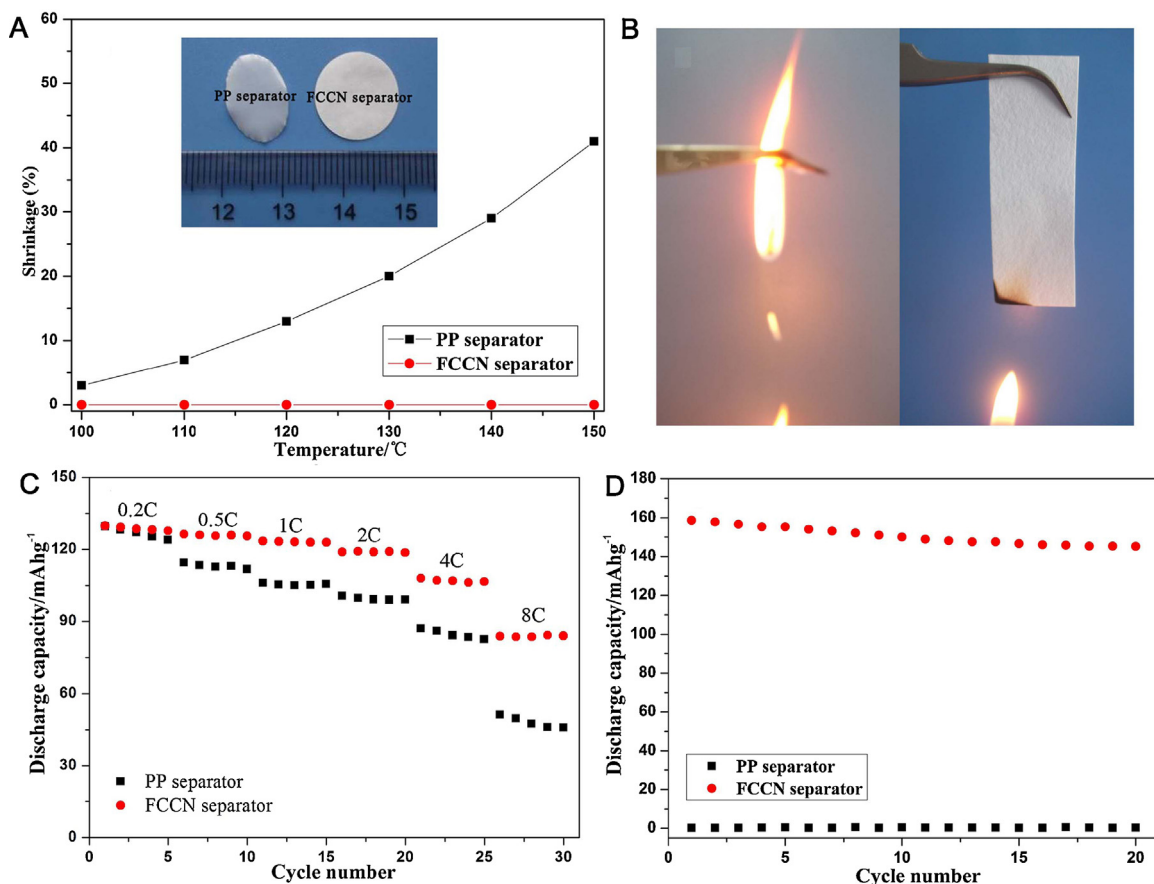 A
60
50
40
30
20
10
0
Shrinkage (%)
PP separator
FCCN separator
12
13
14
15
PP separator
FCCN separator
100
110
120
130
140
150
Temperature/℃
B
C
150
120
90
60
30
0
Discharge capacity/mAhg⁻¹
0.2C
0.5C
1C
2C
4C
8C
PP separator
FCCN separator
0
5
10
15
20
25
30
Cycle number
D
180
160
140
120
100
80
60
40
20
0
Discharge capacity/mAhg⁻¹
PP separator
FCCN separator
0
5
10
15
20
Cycle number